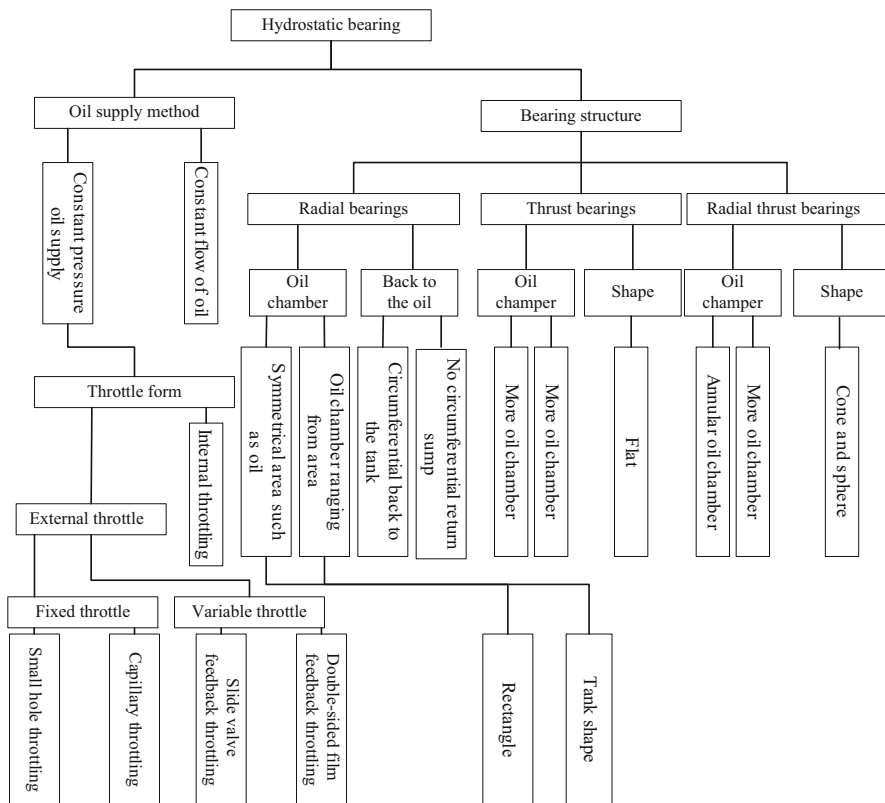 Hydrostatic bearing
Oil supply method
Bearing structure
Constant pressure
oil supply
Constant flow of oil
Radial bearings
Thrust bearings
Radial thrust bearings
Oil
chamber
Back to
the oil
Oil
champer
Shape
Oil
champer
Shape
Throttle form
Symmetrical area such
as oil
Oil chamber ranging
from area
Circumferential back to
the tank
No circumferential return
sump
More oil chamber
More oil chamber
Flat
Annular oil chamber
More oil chamber
Cone and sphere
Internal throttling
External throttle
Fixed throttle
Variable throttle
Small hole throttling
Capillary throttling
Slide valve
feedback throttling
Double-sided film
feedback throttling
Rectangle
Tank shape